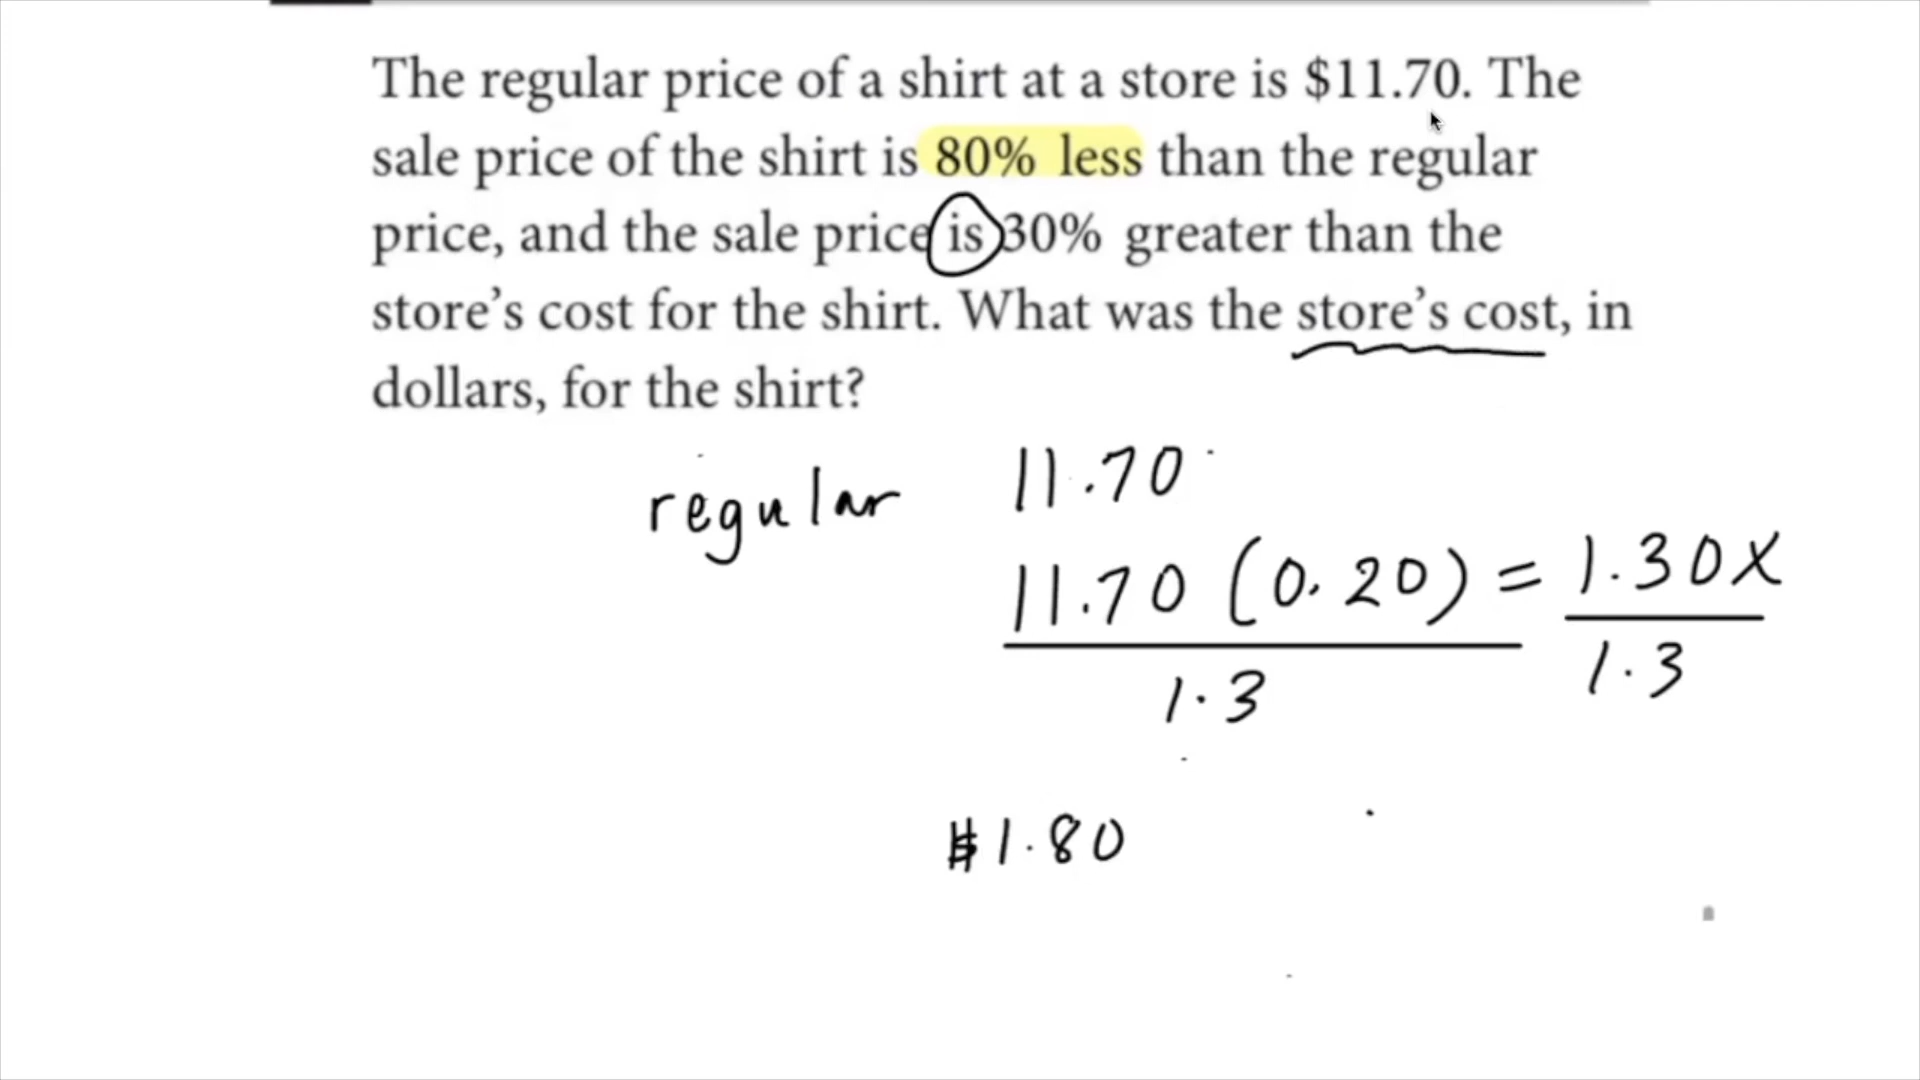 The regular price of a shirt at a store is $11.70. The
sale price of the shirt is 80% less than the regular
price, and the sale price is 30% greater than the
store’s cost for the shirt. What was the store’s cost, in
dollars, for the shirt?
regular 11.70
11.70 (0.20) = 1.30x
1.3 1.3
$1.80